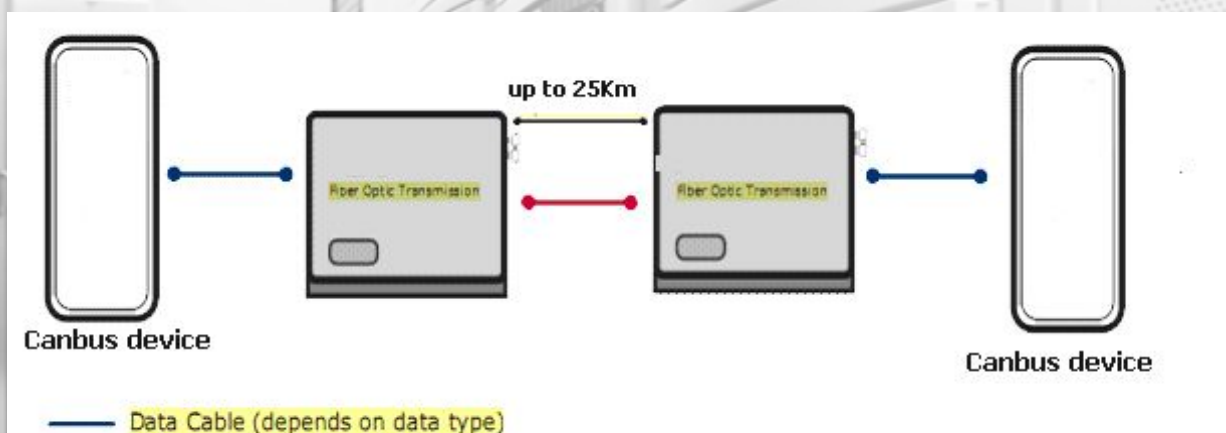 up to 25Km
Fiber Optic Transmission
Fiber Optic Transmission
Canbus device
Canbus device
Data Cable (depends on data type)